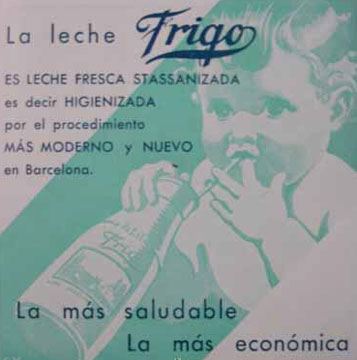 La leche Frigo
ES LECHE FRESCA STASSANIZADA
es decir HIGIENIZADA
por el procedimiento
MÁS MODERNO y NUEVO
en Barcelona.
Frigo
La más saludable
La más económica